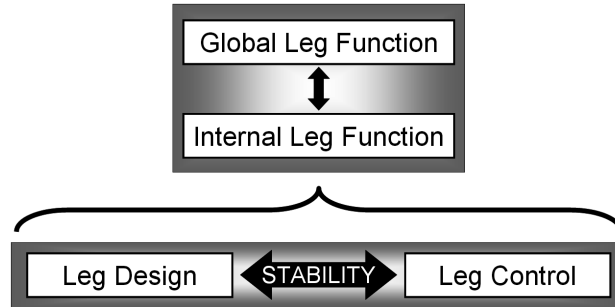 Global Leg Function
Internal Leg Function
Leg Design
STABILITY
Leg Control